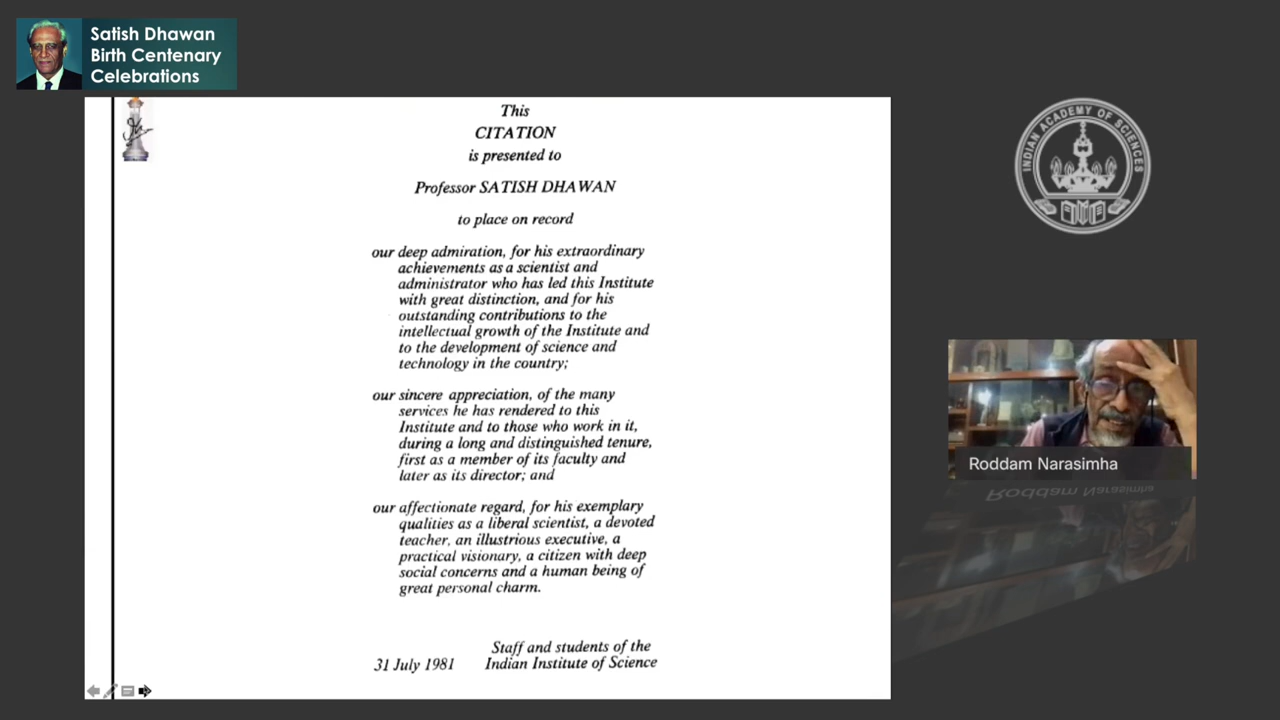 Satish Dhawan
Birth Centenary
Celebrations
This
CITATION
is presented to
Professor SATISH DHAWAN
to place on record
our deep admiration, for his extraordinary
achievements as a scientist and
administrator who has led this Institute
with great distinction, and for his
outstanding contributions to the
intellectual growth of the Institute and
to the development of science and
technology in the country;
our sincere appreciation, of the many
services he has rendered to this
Institute and to those who work in it,
during a long and distinguished tenure,
first as a member of its faculty and
later as its director; and
our affectionate regard, for his exemplary
qualities as a liberal scientist, a devoted
teacher, an illustrious executive, a
practical visionary, a citizen with deep
social concerns and a human being of
great personal charm.
Staff and students of the
31 July 1981 Indian Institute of Science
INDIAN ACADEMY OF SCIENCES
Roddam Narasimha
Roddam Narasimha